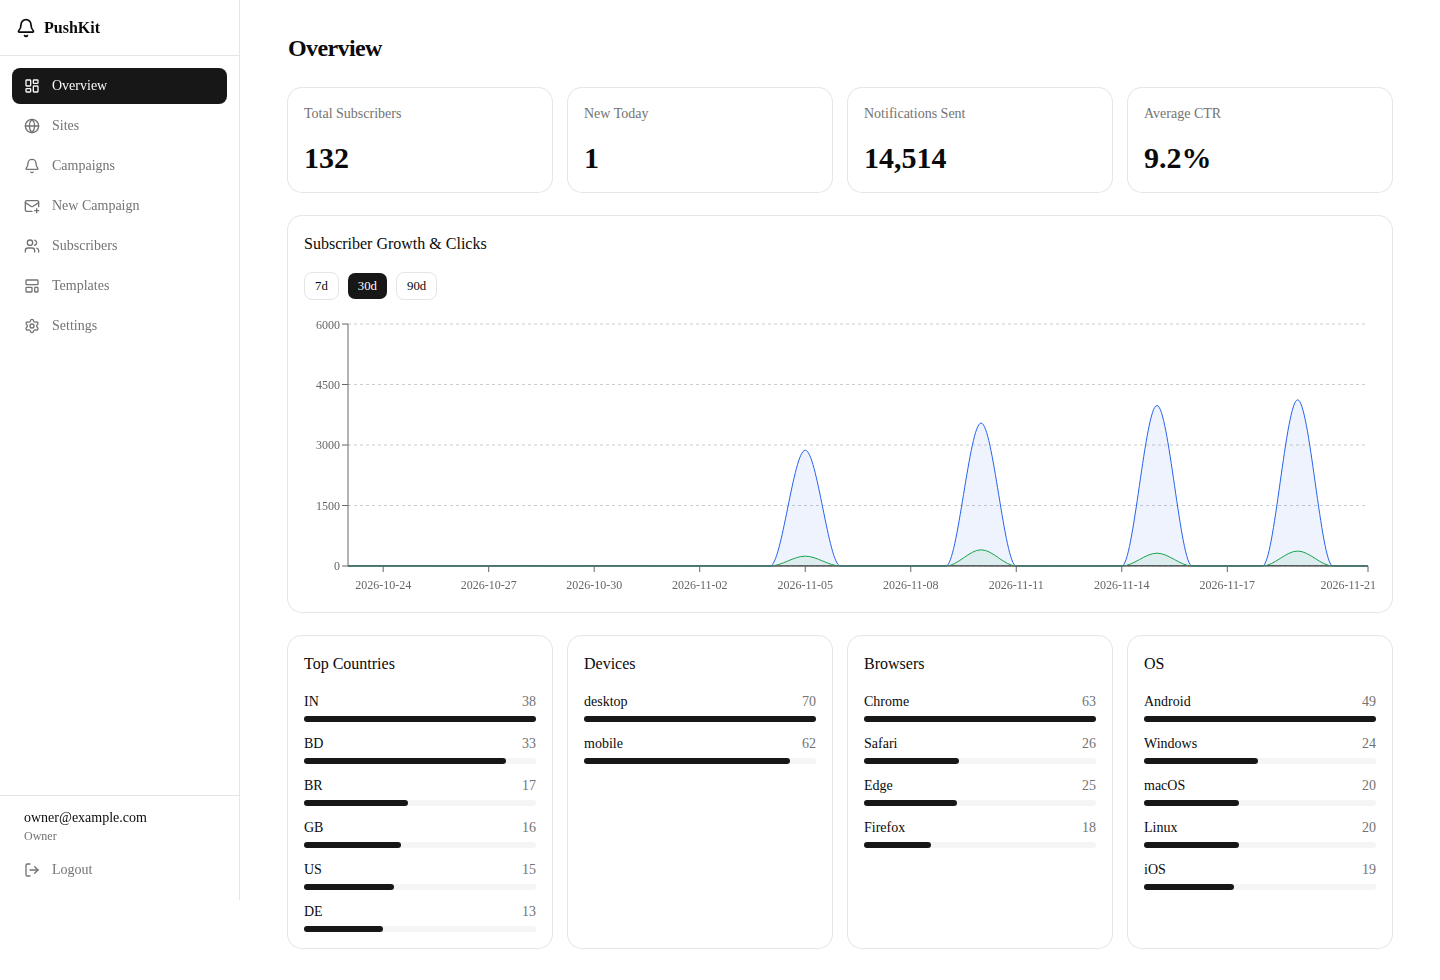 PushKit
Overview
Sites
Campaigns
New Campaign
Subscribers
Templates
Settings
owner@example.com
Owner
Logout
Overview
Total Subscribers
132
New Today
1
Notifications Sent
14,514
Average CTR
9.2%
Subscriber Growth & Clicks
7d 30d 90d
6000
4500
3000
1500
0
2026-10-24 2026-10-27 2026-10-30 2026-11-02 2026-11-05 2026-11-08 2026-11-11 2026-11-14 2026-11-17 2026-11-21
Top Countries
IN 38
BD 33
BR 17
GB 16
US 15
DE 13
Devices
desktop 70
mobile 62
Browsers
Chrome 63
Safari 26
Edge 25
Firefox 18
OS
Android 49
Windows 24
macOS 20
Linux 20
iOS 19